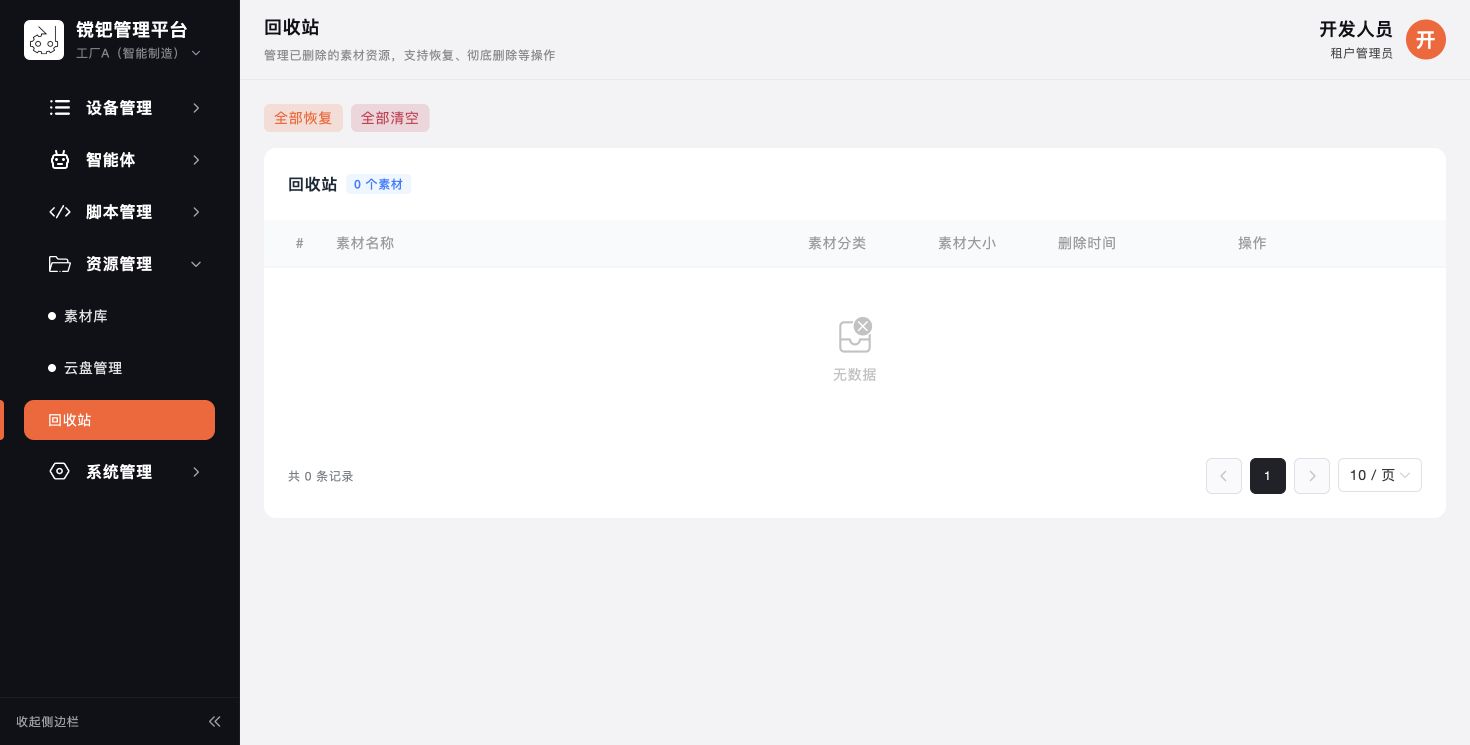 镋钯管理平台
工厂A（智能制造）
设备管理
智能体
脚本管理
资源管理
素材库
云盘管理
回收站
系统管理
收起侧边栏
回收站
管理已删除的素材资源，支持恢复、彻底删除等操作
开发人员
租户管理员
开
全部恢复 全部清空
回收站 0 个素材
# 素材名称 素材分类 素材大小 删除时间 操作
无数据
共 0 条记录
1 10 / 页